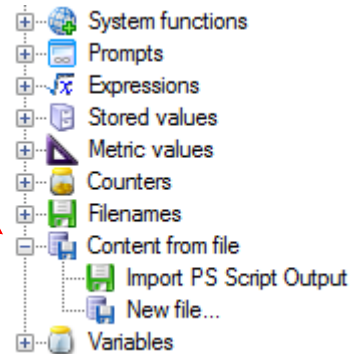 System functions
Prompts
Expressions
Stored values
Metric values
Counters
Filenames
Content from file
Import PS Script Output
New file...
Variables